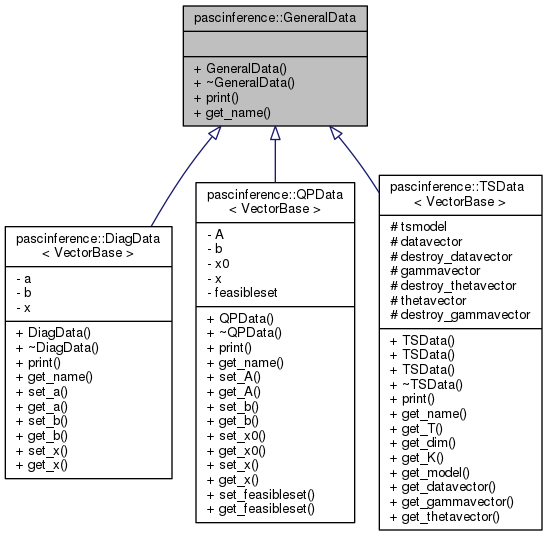 pascinference::GeneralData
+ GeneralData()
+ ~GeneralData()
+ print()
+ get_name()
pascinference::DiagData
< VectorBase >
- a
- b
- x
+ DiagData()
+ ~DiagData()
+ print()
+ get_name()
+ set_a()
+ get_a()
+ set_b()
+ get_b()
+ set_x()
+ get_x()
pascinference::QPData
< VectorBase >
- A
- b
- x0
- x
- feasibleset
+ QPData()
+ ~QPData()
+ print()
+ get_name()
+ set_A()
+ get_A()
+ set_b()
+ get_b()
+ set_x0()
+ get_x0()
+ set_x()
+ get_x()
+ set_feasibleset()
+ get_feasibleset()
pascinference::TSData
< VectorBase >
# tsmodel
# datavector
# destroy_datavector
# gammavector
# destroy_thetavector
# thetavector
# destroy_gammavector
+ TSData()
+ TSData()
+ TSData()
+ ~TSData()
+ print()
+ get_name()
+ get_T()
+ get_dim()
+ get_K()
+ get_model()
+ get_datavector()
+ get_gammavector()
+ get_thetavector()